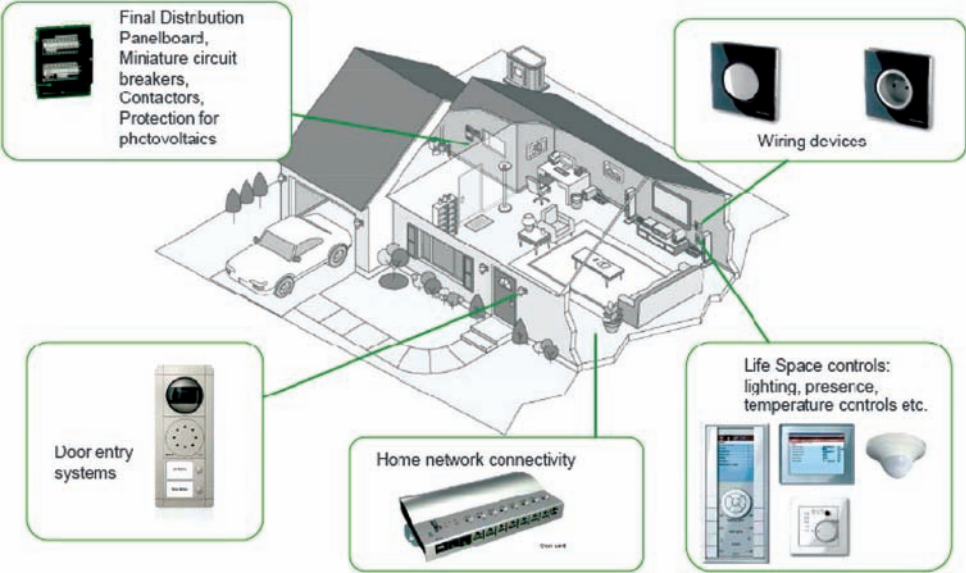 Final Distribution
Panelboard,
Miniature circuit
breakers,
Contactors,
Protection for
photovoltaics
Wiring devices
Door entry
systems
Home network connectivity
Life Space controls:
lighting, presence,
temperature controls etc.